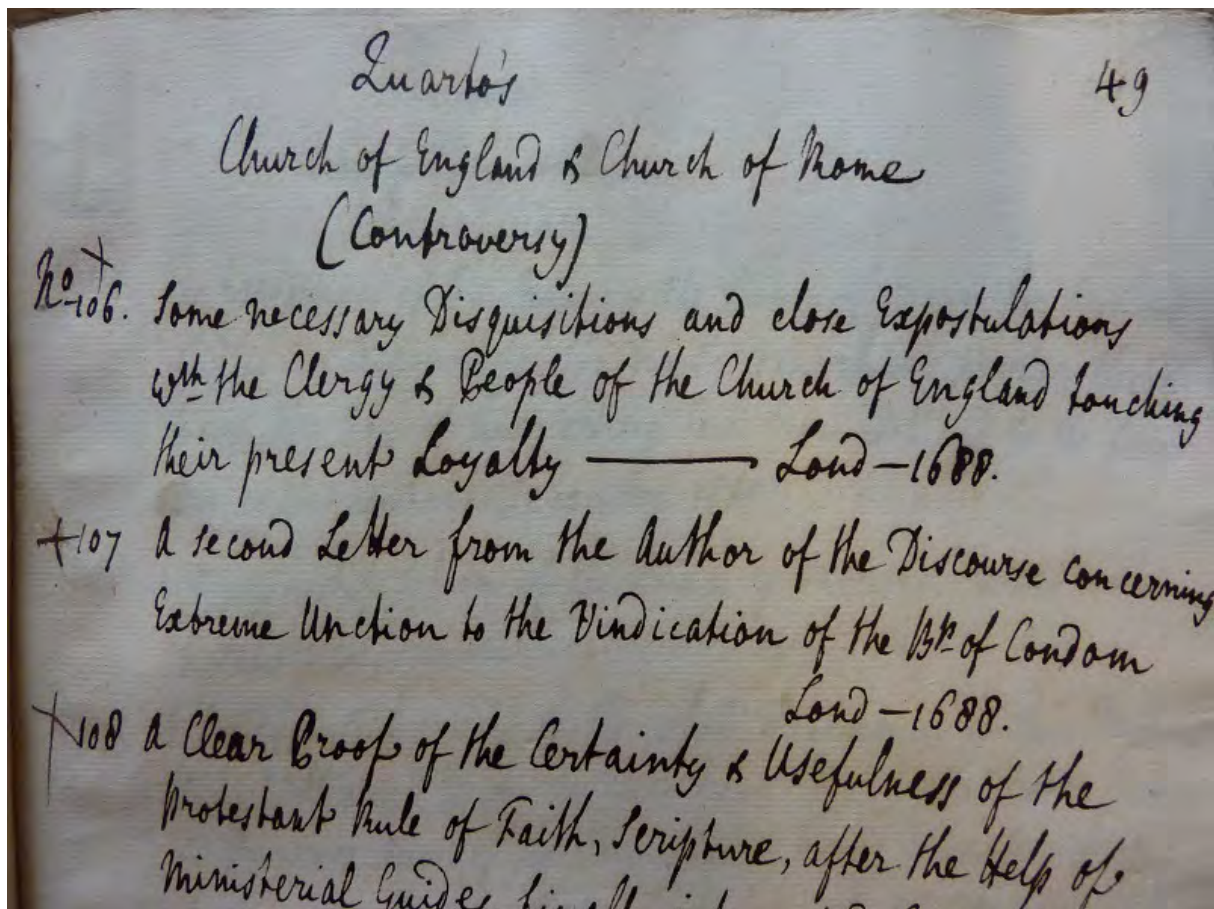 Quarto's
49
Church of England & Church of Rome
(Controversy)
No 106. Some necessary Disquisitions and close Expostulations
wth the Clergy & People of the Church of England touching
their present Loyalty — Lond — 1688.
107 A second Letter from the Author of the Discourse concerning
Extreme Unction to the Vindication of the Bp of Condom
Lond — 1688.
108 A Clear Proof of the Certainty & Usefulness of the
Protestant Rule of Faith, Scripture, after the Help of
Ministerial Guides,